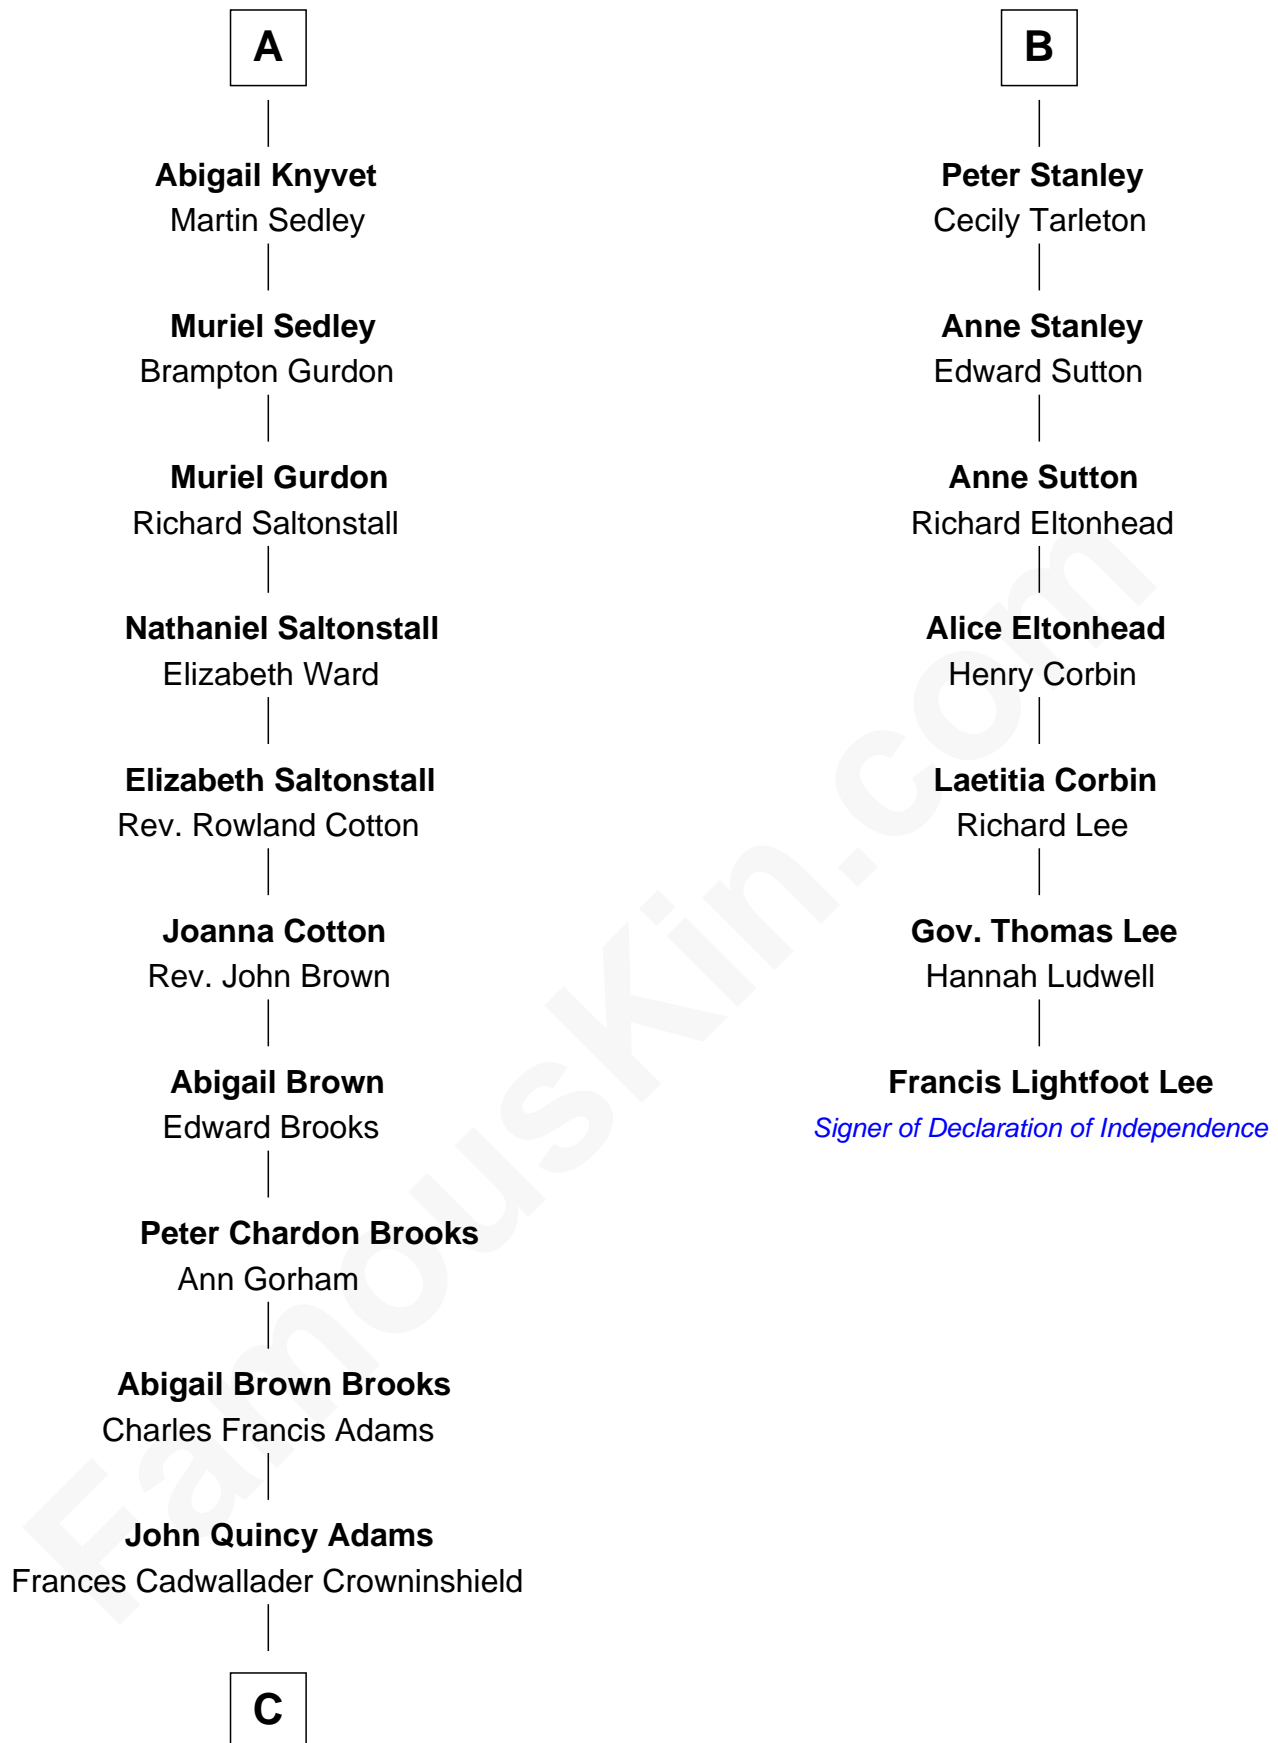 A
Abigail Knyvet
Martin Sedley
Muriel Sedley
Brampton Gurdon
Muriel Gurdon
Richard Saltonstall
Nathaniel Saltonstall
Elizabeth Ward
Elizabeth Saltonstall
Rev. Rowland Cotton
Joanna Cotton
Rev. John Brown
Abigail Brown
Edward Brooks
Peter Chardon Brooks
Ann Gorham
Abigail Brown Brooks
Charles Francis Adams
John Quincy Adams
Frances Cadwallader Crowninshield
C
B
Peter Stanley
Cecily Tarleton
Anne Stanley
Edward Sutton
Anne Sutton
Richard Eltonhead
Alice Eltonhead
Henry Corbin
Laetitia Corbin
Richard Lee
Gov. Thomas Lee
Hannah Ludwell
Francis Lightfoot Lee
Signer of Declaration of Independence
FamousKin.com